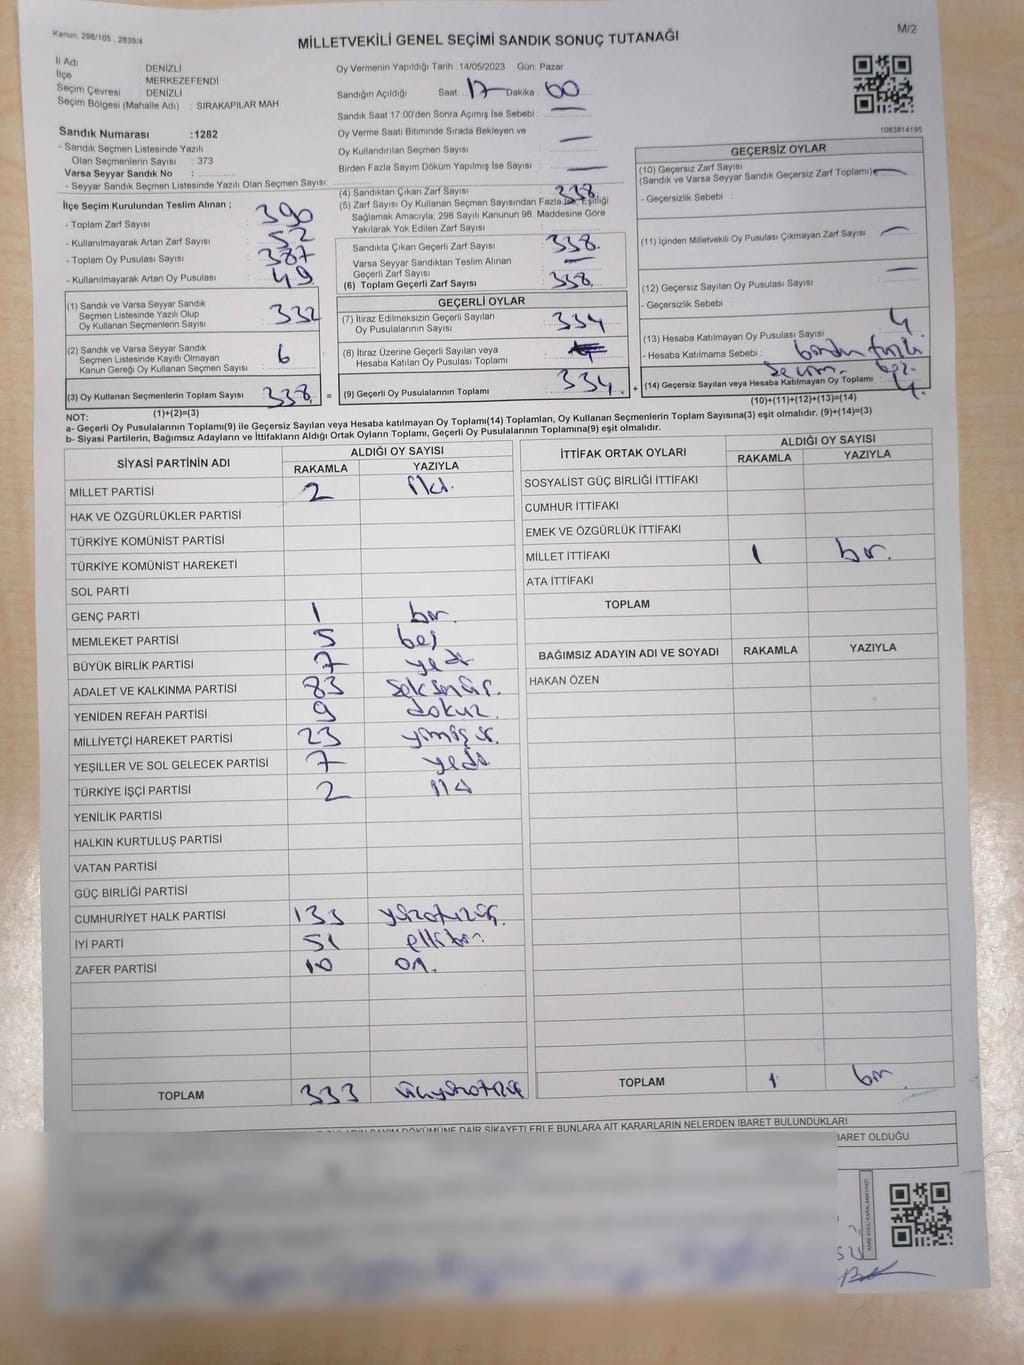 Kanun; 298/105 , 2839/4
M/2
MİLLETVEKİLİ GENEL SEÇİMİ SANDIK SONUÇ TUTANAĞI
İl Adı : DENİZLİ
İlçe : MERKEZEFENDİ
Seçim Çevresi : DENİZLİ
Seçim Bölgesi (Mahalle Adı) : SIRAKAPILAR MAH.
Sandık Numarası :1282
- Sandık Seçmen Listesinde Yazılı
Olan Seçmenlerin Sayısı : 373
Varsa Seyyar Sandık No :
- Seyyar Sandık Seçmen Listesinde Yazılı Olan Seçmen Sayısı:
Oy Vermenin Yapıldığı Tarih :14/05/2023 Gün: Pazar
Sandığın Açıldığı Saat: 17 Dakika: 00
Sandık Saat 17:00'den Sonra Açımış İse Sebebi : —
Oy Verme Saati Bitiminde Sırada Bekleyen ve
Oy Kullandırılan Seçmen Sayısı : —
Birden Fazla Sayım Döküm Yapılmış İse Sayısı : —
1083814195
İlçe Seçim Kurulundan Teslim Alınan ;
- Toplam Zarf Sayısı : 390
- Kullanılmayarak Artan Zarf Sayısı : 52
- Toplam Oy Pusulası Sayısı : 387
- Kullanılmayarak Artan Oy Pusulası : 49
(4) Sandıktan Çıkan Zarf Sayısı : 338.
(5) Zarf Sayısı Oy Kullanan Seçmen Sayısından Fazla İse, Eşitliği
Sağlamak Amacıyla, 298 Sayılı Kanunun 98. Maddesine Göre
Yakılarak Yok Edilen Zarf Sayısı :
Sandıkta Çıkan Geçerli Zarf Sayısı : 338.
Varsa Seyyar Sandıktan Teslim Alınan
Geçerli Zarf Sayısı : —
(6) Toplam Geçerli Zarf Sayısı : 338.
GEÇERSİZ OYLAR
(10) Geçersiz Zarf Sayısı
(Sandık ve Varsa Seyyar Sandık Geçersiz Zarf Toplamı) —
- Geçersizlik Sebebi :
(11) İçinden Milletvekili Oy Pusulası Çıkmayan Zarf Sayısı : —
(12) Geçersiz Sayılan Oy Pusulası Sayısı : —
- Geçersizlik Sebebi :
(13) Hesaba Katılmayan Oy Pusulası Sayısı : 4
- Hesaba Katılmama Sebebi : birden fazla
(14) Geçersiz Sayılan veya Hesaba Katılmayan Oy Toplamı : 4.
(10)+(11)+(12)+(13)=(14)
(1) Sandık ve Varsa Seyyar Sandık
Seçmen Listesinde Yazılı Olup
Oy Kullanan Seçmenlerin Sayısı : 332
(2) Sandık ve Varsa Seyyar Sandık
Seçmen Listesinde Kayıtlı Olmayan
Kanun Gereği Oy Kullanan Seçmen Sayısı : 6
(3) Oy Kullanan Seçmenlerin Toplam Sayısı : 338.
(1)+(2)=(3)
=
GEÇERLİ OYLAR
(7) İtiraz Edilmeksizin Geçerli Sayılan
Oy Pusulalarının Sayısı : 334
(8) İtiraz Üzerine Geçerli Sayılan veya
Hesaba Katılan Oy Pusulası Toplamı :
(9) Geçerli Oy Pusulalarının Toplamı : 334.
+
NOT:
a- Geçerli Oy Pusulalarının Toplamı(9) ile Geçersiz Sayılan veya Hesaba katılmayan Oy Toplamı(14) Toplamları, Oy Kullanan Seçmenlerin Toplam Sayısına(3) eşit olmalıdır. (9)+(14)=(3)
b- Siyasi Partilerin, Bağımsız Adayların ve İttifakların Aldığı Ortak Oyların Toplamı, Geçerli Oy Pusulalarının Toplamına(9) eşit olmalıdır.
SİYASİ PARTİNİN ADI ALDIĞI OY SAYISI
RAKAMLA YAZIYLA
MİLLET PARTİSİ 2 iki.
HAK VE ÖZGÜRLÜKLER PARTİSİ
TÜRKİYE KOMÜNİST PARTİSİ
TÜRKİYE KOMÜNİST HAREKETİ
SOL PARTİ
GENÇ PARTİ 1 bir.
MEMLEKET PARTİSİ 5 beş
BÜYÜK BİRLİK PARTİSİ 7 yedi
ADALET VE KALKINMA PARTİSİ 83 seksenüç.
YENİDEN REFAH PARTİSİ 9 dokuz.
MİLLİYETÇİ HAREKET PARTİSİ 23 yirmiüç.
YEŞİLLER VE SOL GELECEK PARTİSİ 7 yedi
TÜRKİYE İŞÇİ PARTİSİ 2 iki
YENİLİK PARTİSİ
HALKIN KURTULUŞ PARTİSİ
VATAN PARTİSİ
GÜÇ BİRLİĞİ PARTİSİ
CUMHURİYET HALK PARTİSİ 133 yüzotuzüç.
İYİ PARTİ 51 ellibir.
ZAFER PARTİSİ 10 on.
TOPLAM 333 üçyüzotuzüç
İTTİFAK ORTAK OYLARI ALDIĞI OY SAYISI
RAKAMLA YAZIYLA
SOSYALİST GÜÇ BİRLİĞİ İTTİFAKI
CUMHUR İTTİFAKI
EMEK VE ÖZGÜRLÜK İTTİFAKI
MİLLET İTTİFAKI 1 bir.
ATA İTTİFAKI
TOPLAM
BAĞIMSIZ ADAYIN ADI VE SOYADI RAKAMLA YAZIYLA
HAKAN ÖZEN
TOPLAM 1 bir.
DÖKÜMÜNE DAİR ŞİKAYETLERLE BUNLARA AİT KARARLARIN NELERDEN İBARET BULUNDUKLARI
İBARET OLDUĞU